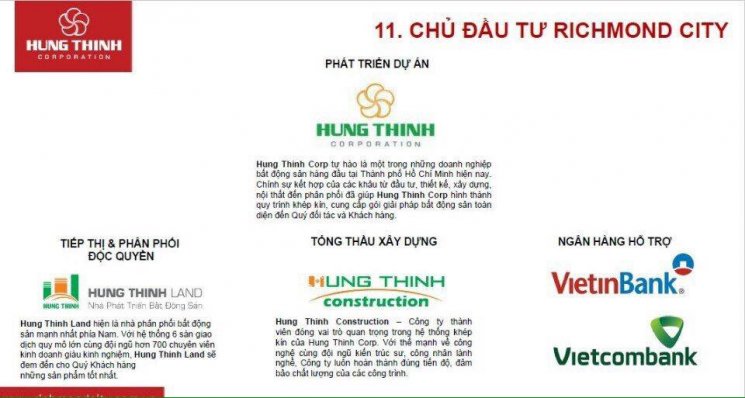 HUNG THINH
CORPORATION
11. CHỦ ĐẦU TƯ RICHMOND CITY
PHÁT TRIỂN DỰ ÁN
HUNG THINH
CORPORATION
Hung Thinh Corp tự hào là một trong những doanh nghiệp
bất động sản hàng đầu tại Thành phố Hồ Chí Minh hiện nay.
Chính sự kết hợp của các khâu từ đầu tư, thiết kế, xây dựng,
nội thất đến phân phối đã giúp Hung Thinh Corp hình thành
quy trình khép kín, cung cấp gói giải pháp bất động sản toàn
diện đến Quý đối tác và Khách hàng.
TIẾP THỊ & PHÂN PHỐI
ĐỘC QUYỀN
HUNG THINH
HUNG THINH LAND
Nhà Phát Triển Bất Động Sản
Hung Thinh Land hiện là nhà phân phối bất động
sản mạnh nhất phía Nam. Với hệ thống 6 sàn giao
dịch quy mô lớn cùng đội ngũ hơn 700 chuyên viên
kinh doanh giàu kinh nghiệm, Hung Thinh Land sẽ
đem đến cho Quý Khách hàng
những sản phẩm tốt nhất.
TỔNG THẦU XÂY DỰNG
HUNG THINH
construction
Hung Thinh Construction – Công ty thành
viên đóng vai trò quan trọng trong hệ thống khép
kín của Hung Thinh Corp. Với thế mạnh về công
nghệ cùng đội ngũ kiến trúc sư, công nhân lành
nghề, Công ty luôn hoàn thành đúng tiến độ, đảm
bảo chất lượng của các công trình.
NGÂN HÀNG HỖ TRỢ
VietinBank
Vietcombank